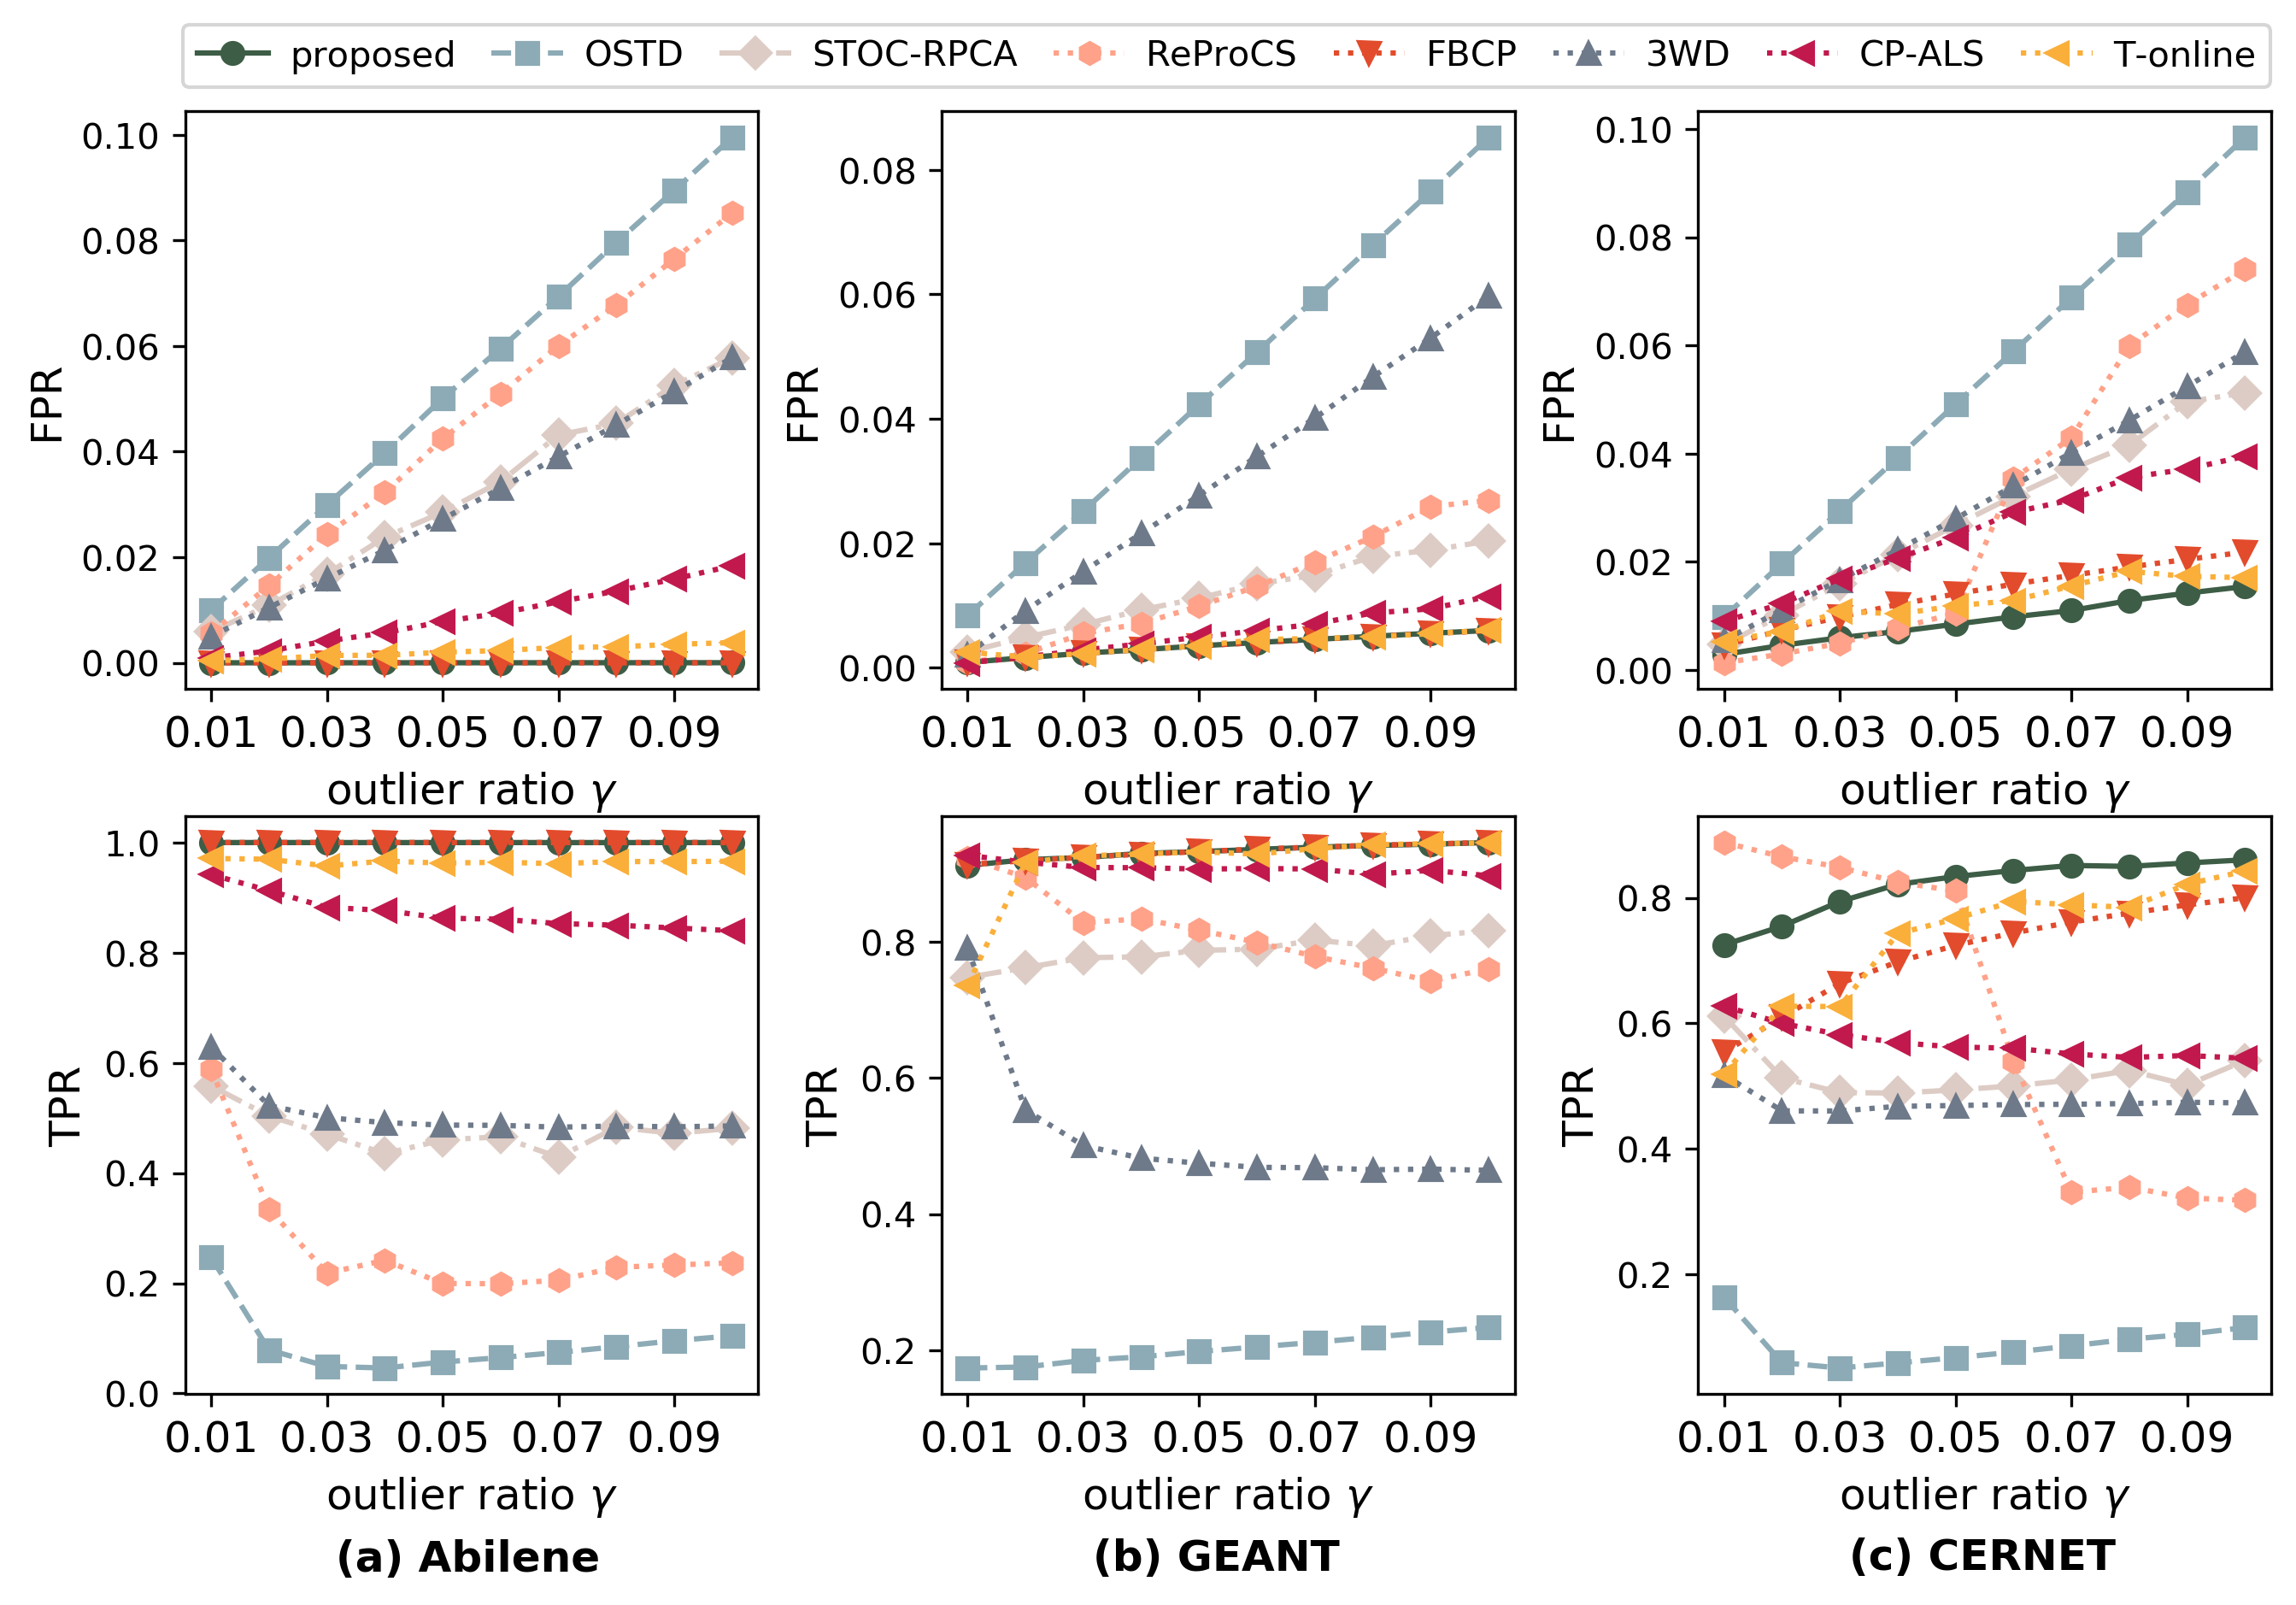 proposed OSTD STOC-RPCA ReProCS FBCP 3WD CP-ALS T-online
0.10
0.08
0.06
0.04
0.02
0.00
FPR
0.01 0.03 0.05 0.07 0.09
outlier ratio γ
0.08
0.06
0.04
0.02
0.00
FPR
0.01 0.03 0.05 0.07 0.09
outlier ratio γ
0.10
0.08
0.06
0.04
0.02
0.00
FPR
0.01 0.03 0.05 0.07 0.09
outlier ratio γ
1.0
0.8
0.6
0.4
0.2
0.0
TPR
0.01 0.03 0.05 0.07 0.09
outlier ratio γ
(a) Abilene
0.8
0.6
0.4
0.2
TPR
0.01 0.03 0.05 0.07 0.09
outlier ratio γ
(b) GEANT
0.8
0.6
0.4
0.2
TPR
0.01 0.03 0.05 0.07 0.09
outlier ratio γ
(c) CERNET